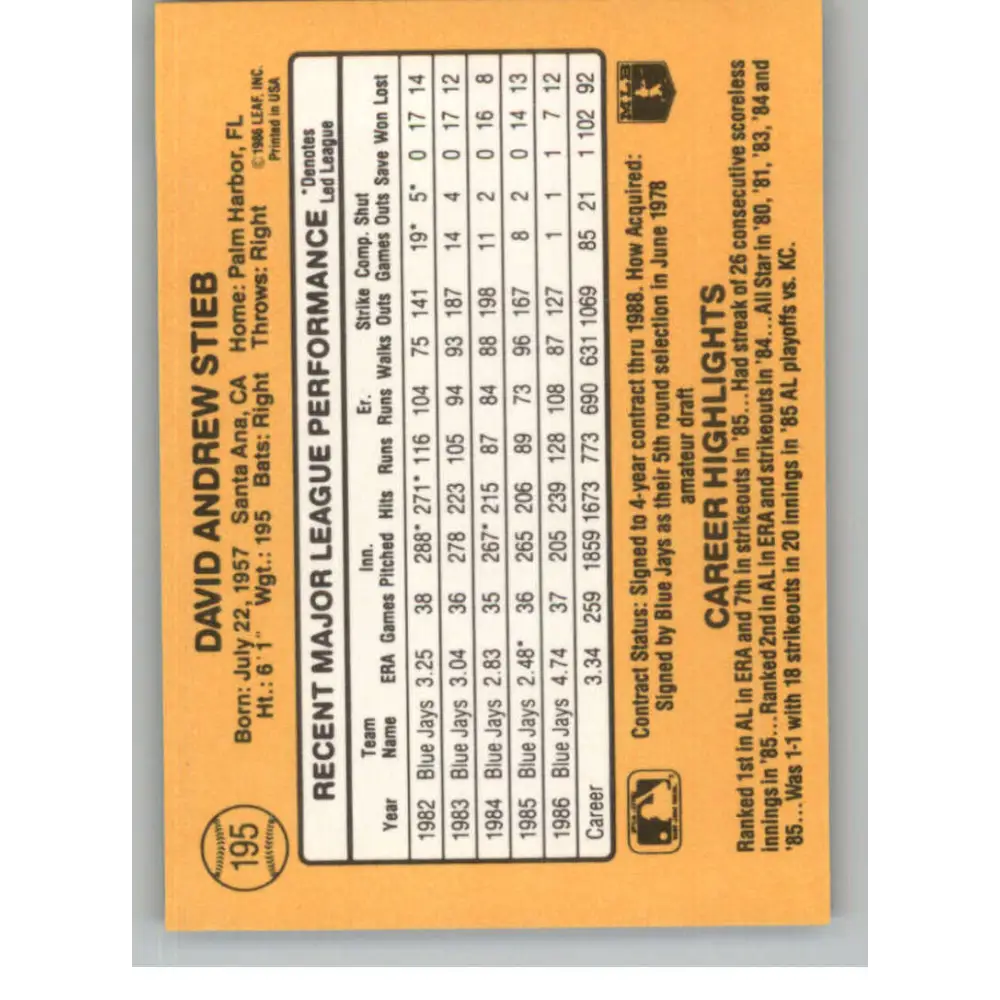 195
DAVID ANDREW STIEB
Born: July 22, 1957 Santa Ana, CA Home: Palm Harbor, FL
Ht.: 6'1" Wgt.: 195 Bats: Right Throws: Right
©1986 LEAF, INC.
Printed in USA
RECENT MAJOR LEAGUE PERFORMANCE *Denotes Led League
Year Team Name ERA Games Inn. Pitched Hits Runs Er. Runs Walks Strike Outs Comp. Games Shut Outs Save Won Lost
1982 Blue Jays 3.25 38 288* 271* 116 104 75 141 19* 5* 0 17 14
1983 Blue Jays 3.04 36 278 223 105 94 93 187 14 4 0 17 12
1984 Blue Jays 2.83 35 267* 215 87 84 88 198 11 2 0 16 8
1985 Blue Jays 2.48* 36 265 206 89 73 96 167 8 2 0 14 13
1986 Blue Jays 4.74 37 205 239 128 108 87 127 1 1 1 7 12
Career 3.34 259 1859 1673 773 690 631 1069 85 21 1 102 92
Contract Status: Signed to 4-year contract thru 1988. How Acquired:
Signed by Blue Jays as their 5th round selection in June 1978
amateur draft
MLB
CAREER HIGHLIGHTS
Ranked 1st in AL in ERA and 7th in strikeouts in '85...Had streak of 26 consecutive scoreless
innings in '85...Ranked 2nd in AL in ERA and strikeouts in '84...All Star in '80, '81, '83, '84 and
'85...Was 1-1 with 18 strikeouts in 20 innings in '85 AL playoffs vs. KC.